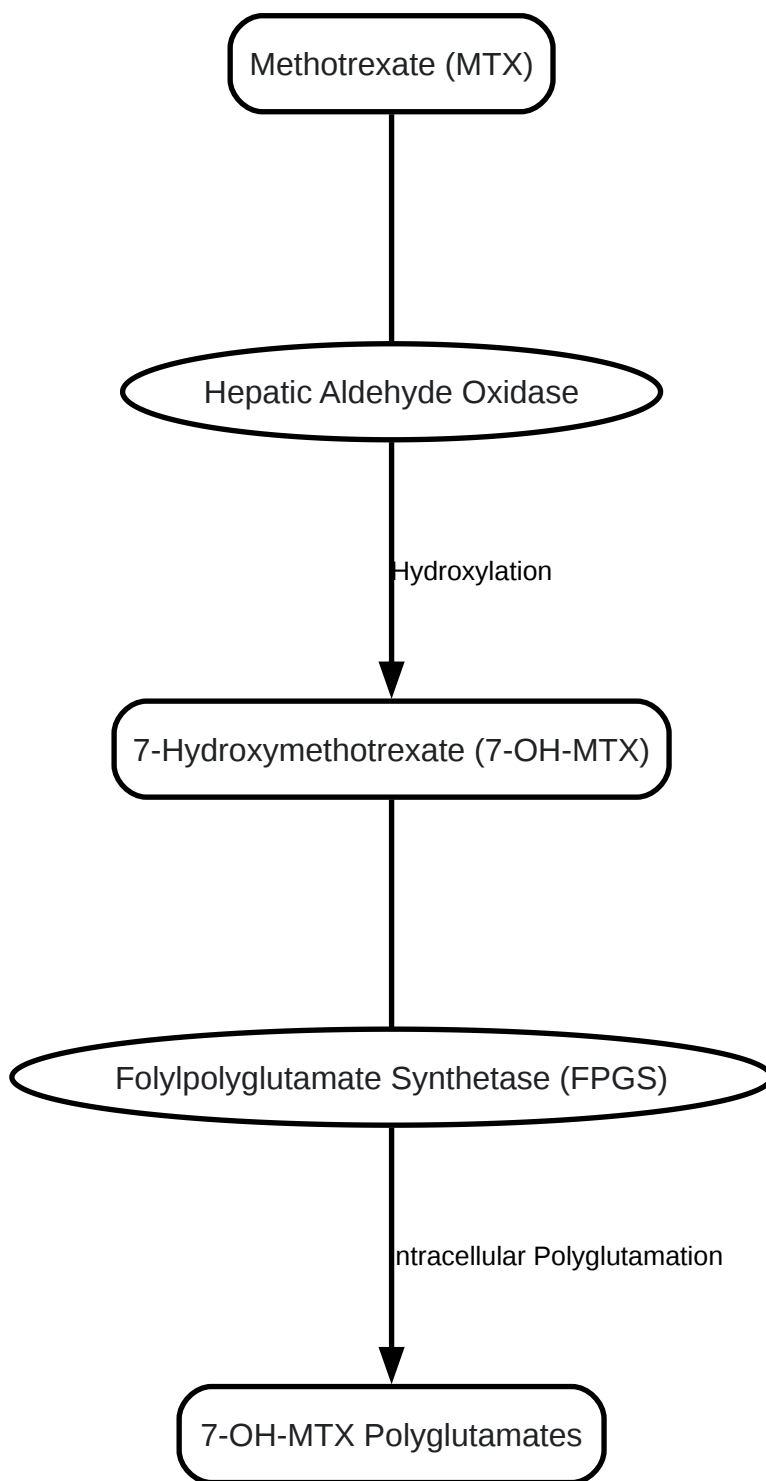 Methotrexate (MTX)
Hepatic Aldehyde Oxidase
Hydroxylation
7-Hydroxymethotrexate (7-OH-MTX)
Folylpolyglutamate Synthetase (FPGS)
Intracellular Polyglutamation
7-OH-MTX Polyglutamates